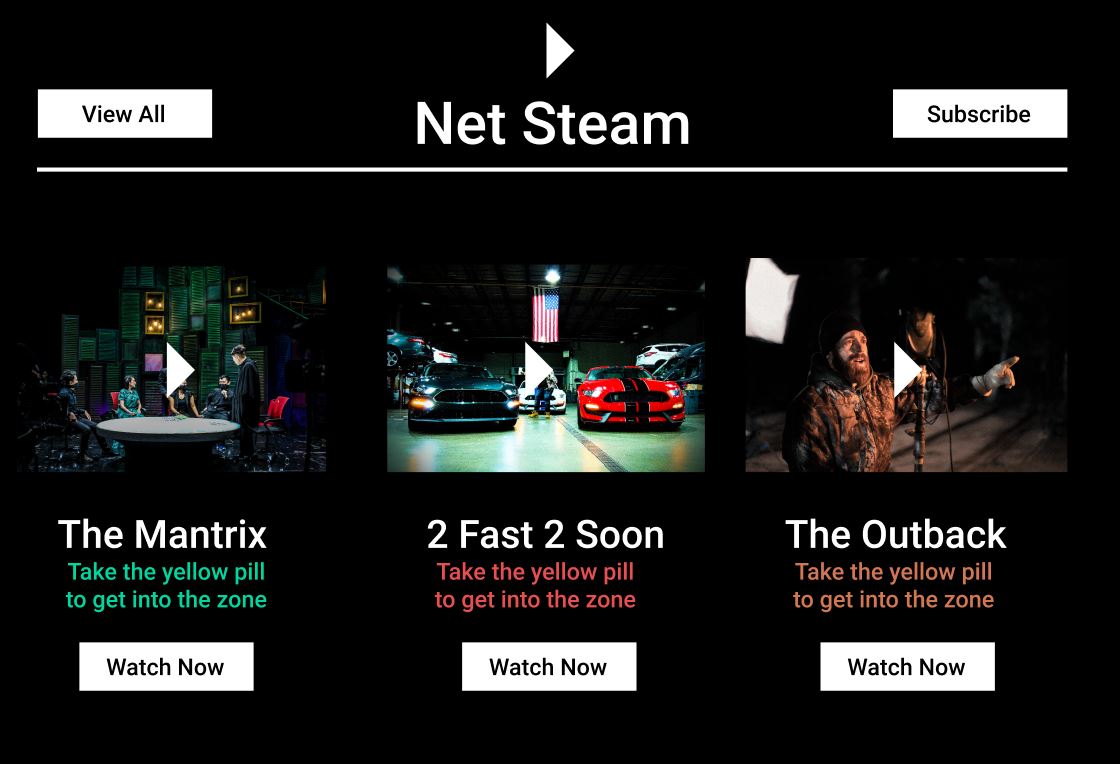 View All
Net Steam
Subscribe
The Mantrix
Take the yellow pill
to get into the zone
Watch Now
2 Fast 2 Soon
Take the yellow pill
to get into the zone
Watch Now
The Outback
Take the yellow pill
to get into the zone
Watch Now